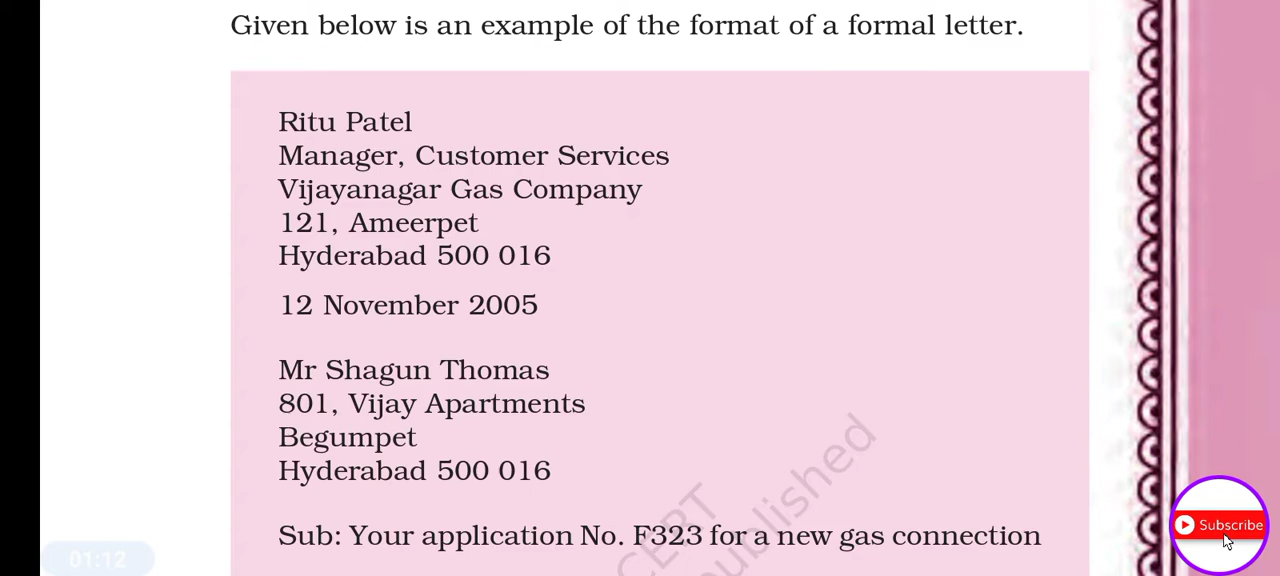 Given below is an example of the format of a formal letter.
Ritu Patel
Manager, Customer Services
Vijayanagar Gas Company
121, Ameerpet
Hyderabad 500 016
12 November 2005
Mr Shagun Thomas
801, Vijay Apartments
Begumpet
Hyderabad 500 016
Sub: Your application No. F323 for a new gas connection
Subscribe
01:12